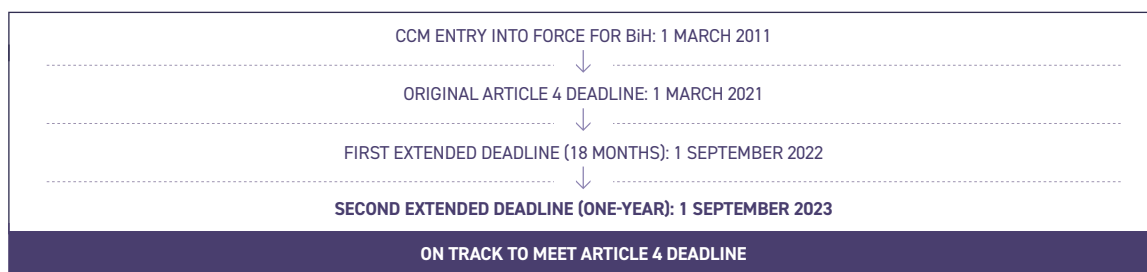 CCM ENTRY INTO FORCE FOR BiH: 1 MARCH 2011
ORIGINAL ARTICLE 4 DEADLINE: 1 MARCH 2021
FIRST EXTENDED DEADLINE (18 MONTHS): 1 SEPTEMBER 2022
SECOND EXTENDED DEADLINE (ONE-YEAR): 1 SEPTEMBER 2023
ON TRACK TO MEET ARTICLE 4 DEADLINE